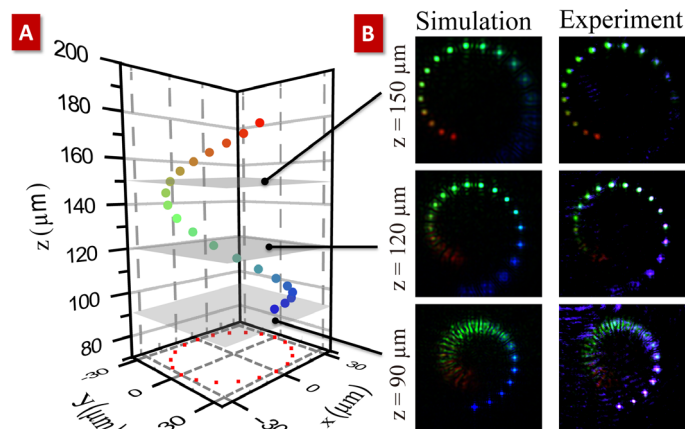 A
B
Simulation Experiment
200
180
160
140
120
100
80
z (μm)
-30
0
30
y(μm)
-30
0
30
x(μm)
z = 150 μm
z = 120 μm
z = 90 μm